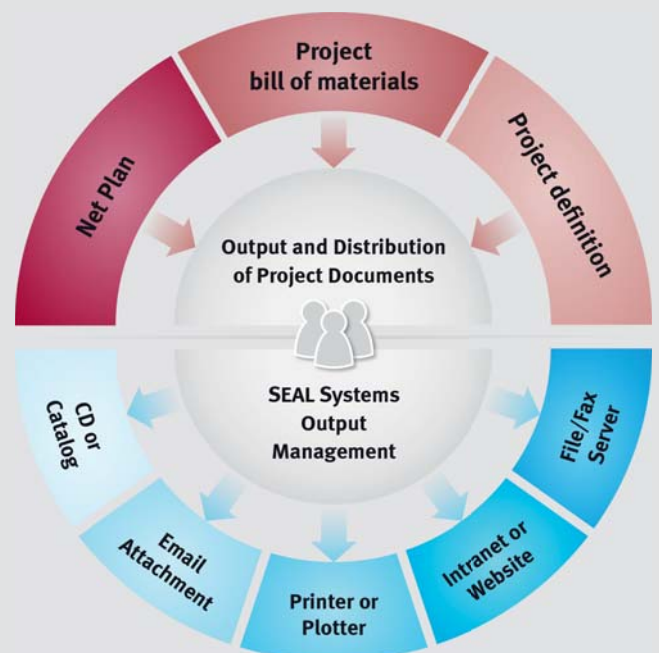 Project
bill of materials
Net Plan
Project definition
Output and Distribution
of Project Documents
SEAL Systems
Output
Management
CD or
Catalog
Email
Attachment
Printer or
Plotter
Intranet or
Website
File/Fax
Server